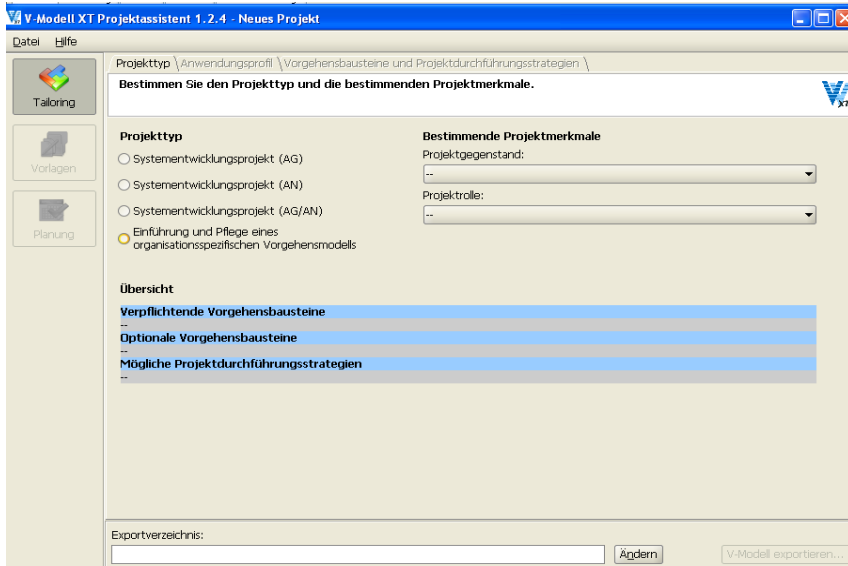 V-Modell XT Projektassistent 1.2.4 - Neues Projekt
Datei Hilfe
Projekttyp \ Anwendungsprofil \ Vorgehensbausteine und Projektdurchführungsstrategien \
Bestimmen Sie den Projekttyp und die bestimmenden Projektmerkmale.
XT
Tailoring
Vorlagen
Planung
Projekttyp
Systementwicklungsprojekt (AG)
Systementwicklungsprojekt (AN)
Systementwicklungsprojekt (AG/AN)
Einführung und Pflege eines
organisationsspezifischen Vorgehensmodells
Bestimmende Projektmerkmale
Projektgegenstand:
--
Projektrolle:
--
Übersicht
Verpflichtende Vorgehensbausteine
--
Optionale Vorgehensbausteine
--
Mögliche Projektdurchführungsstrategien
--
Exportverzeichnis:
Ändern
V-Modell exportieren...